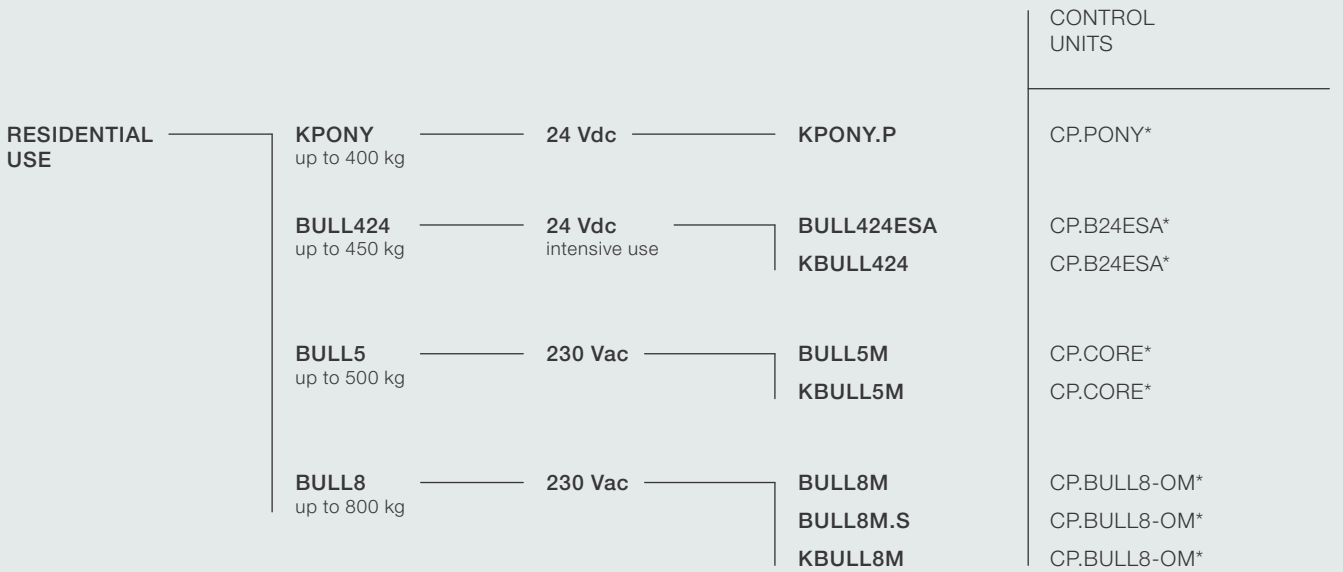 CONTROL
UNITS
RESIDENTIAL
USE
KPONY
up to 400 kg
24 Vdc
KPONY.P
CP.PONY*
BULL424
up to 450 kg
24 Vdc
intensive use
BULL424ESA
CP.B24ESA*
KBULL424
CP.B24ESA*
BULL5
up to 500 kg
230 Vac
BULL5M
CP.CORE*
KBULL5M
CP.CORE*
BULL8
up to 800 kg
230 Vac
BULL8M
CP.BULL8-OM*
BULL8M.S
CP.BULL8-OM*
KBULL8M
CP.BULL8-OM*